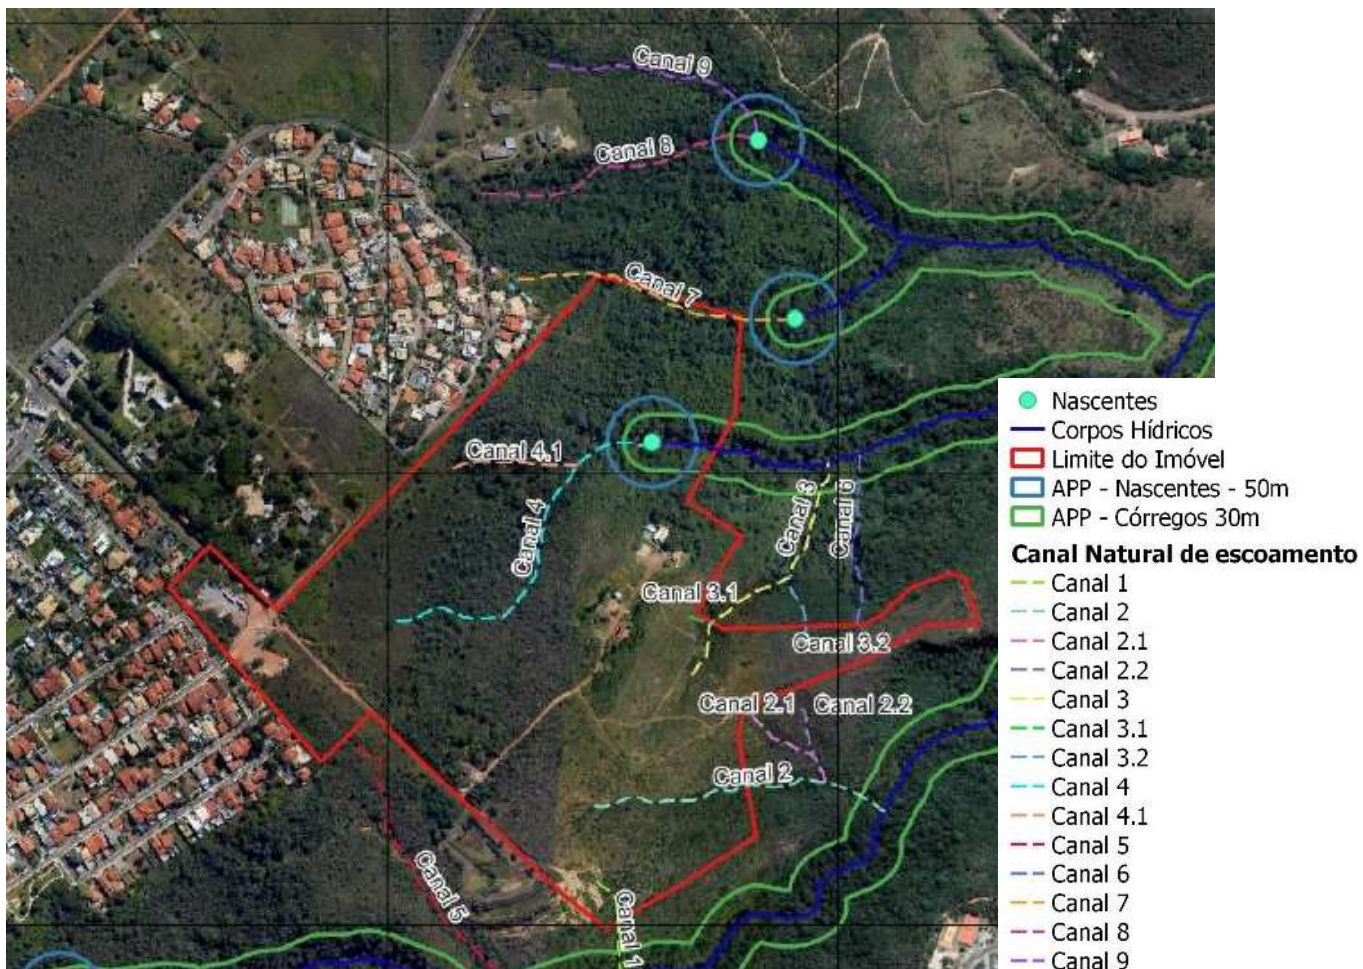 Canal 9
Canal 8
Canal 7
Canal 4.1
Canal 4
Canal 3
Canal 6
Canal 3.1
Canal 3.2
Canal 2.1
Canal 2.2
Canal 2
Canal 5
Canal 1
Nascentes
Corpos Hídricos
Limite do Imóvel
APP - Nascentes - 50m
APP - Córregos 30m
Canal Natural de escoamento
Canal 1
Canal 2
Canal 2.1
Canal 2.2
Canal 3
Canal 3.1
Canal 3.2
Canal 4
Canal 4.1
Canal 5
Canal 6
Canal 7
Canal 8
Canal 9